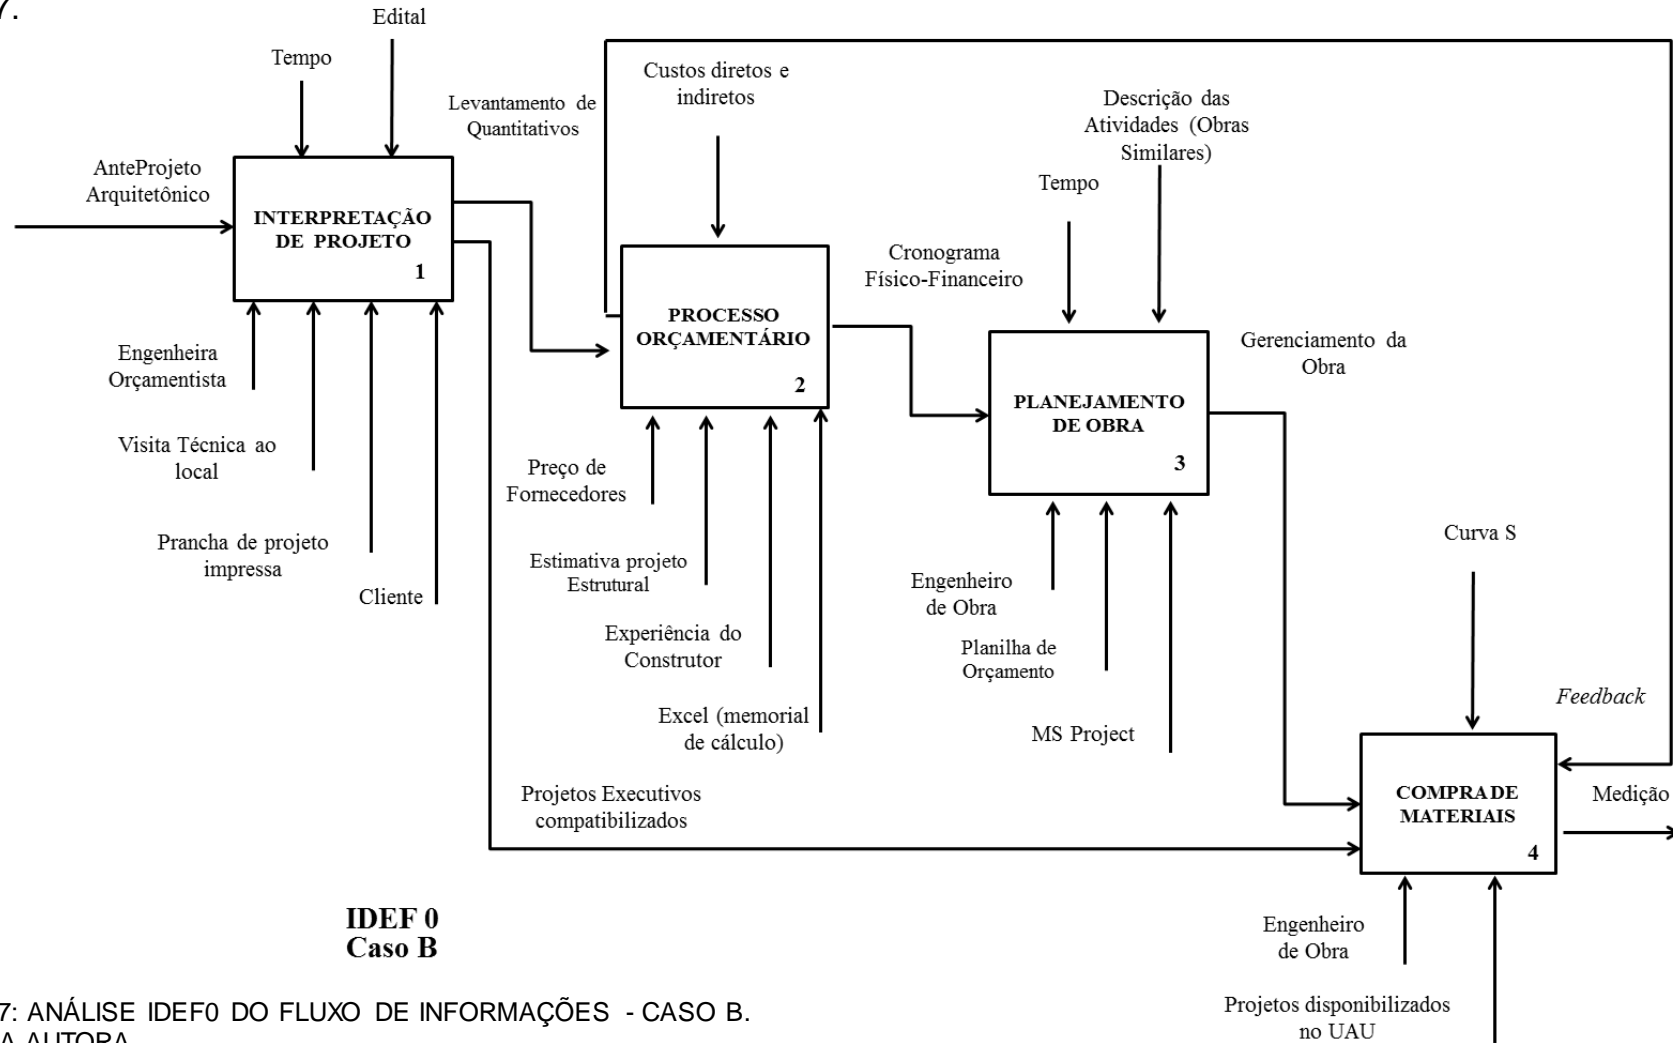 7.
Edital
Tempo
Levantamento de
Quantitativos
Custos diretos e
indiretos
Descrição das
Atividades (Obras
Similares)
Tempo
AnteProjeto
Arquitetônico
INTERPRETAÇÃO
DE PROJETO
1
Cronograma
Físico-Financeiro
PROCESSO
ORÇAMENTÁRIO
2
Gerenciamento da
Obra
PLANEJAMENTO
DE OBRA
3
Engenheira
Orçamentista
Visita Técnica ao
local
Prancha de projeto
impressa
Cliente
Preço de
Fornecedores
Estimativa projeto
Estrutural
Experiência do
Construtor
Excel (memorial
de cálculo)
Engenheiro
de Obra
Planilha de
Orçamento
MS Project
Curva S
Feedback
Projetos Executivos
compatibilizados
COMPRA DE
MATERIAIS
4
Medição
Engenheiro
de Obra
Projetos disponibilizados
no UAU
IDEF 0
Caso B
7: ANÁLISE IDEF0 DO FLUXO DE INFORMAÇÕES - CASO B.
A AUTORA